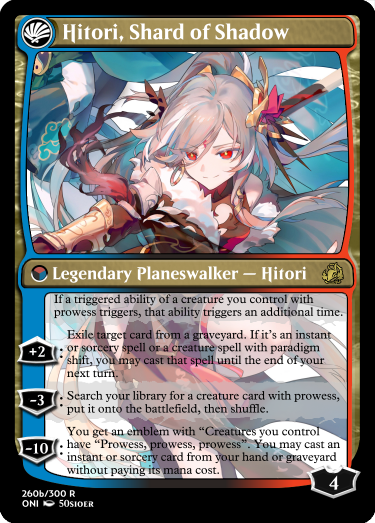 Hitori, Shard of Shadow
Legendary Planeswalker — Hitori
If a triggered ability of a creature you control with
prowess triggers, that ability triggers an additional time.
Exile target card from a graveyard. If it's an instant
or sorcery spell or a creature spell with paradigm
+2: shift, you may cast that spell until the end of your
next turn.
-3: Search your library for a creature card with prowess,
put it onto the battlefield, then shuffle.
You get an emblem with “Creatures you control
-10: have “Prowess, prowess, prowess”. You may cast an
instant or sorcery card from your hand or graveyard
without paying its mana cost.
4
260b/300 R
ONI 50SIOER